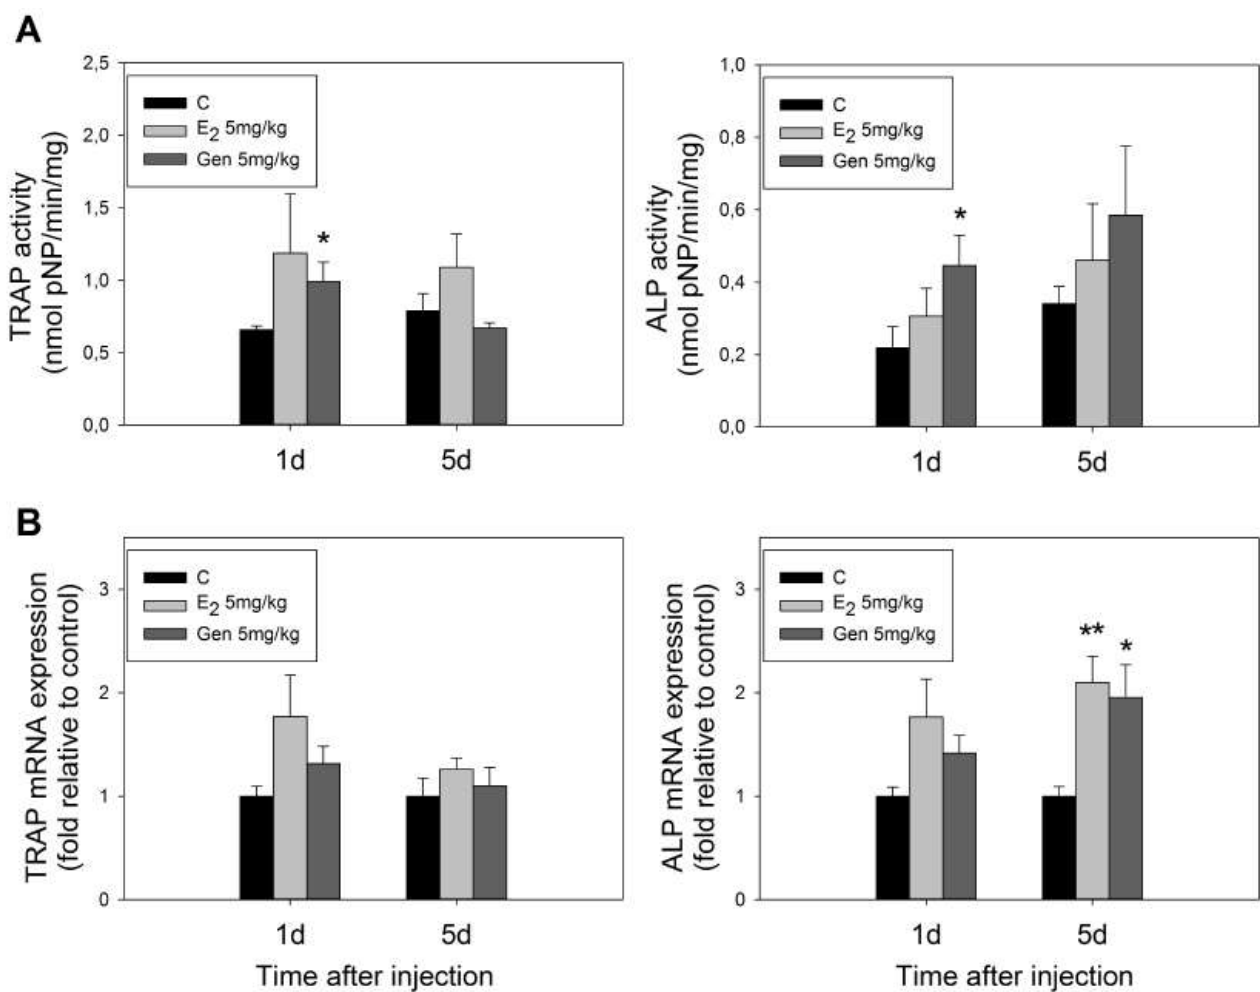 A
TRAP activity
(nmol pNP/min/mg)
2,5
2,0
1,5
1,0
0,5
0,0
C
E2 5mg/kg
Gen 5mg/kg
*
1d
5d
ALP activity
(nmol pNP/min/mg)
1,0
0,8
0,6
0,4
0,2
0,0
C
E2 5mg/kg
Gen 5mg/kg
*
1d
5d
B
TRAP mRNA expression
(fold relative to control)
3
2
1
0
C
E2 5mg/kg
Gen 5mg/kg
1d
5d
Time after injection
ALP mRNA expression
(fold relative to control)
3
2
1
0
C
E2 5mg/kg
Gen 5mg/kg
**
*
1d
5d
Time after injection